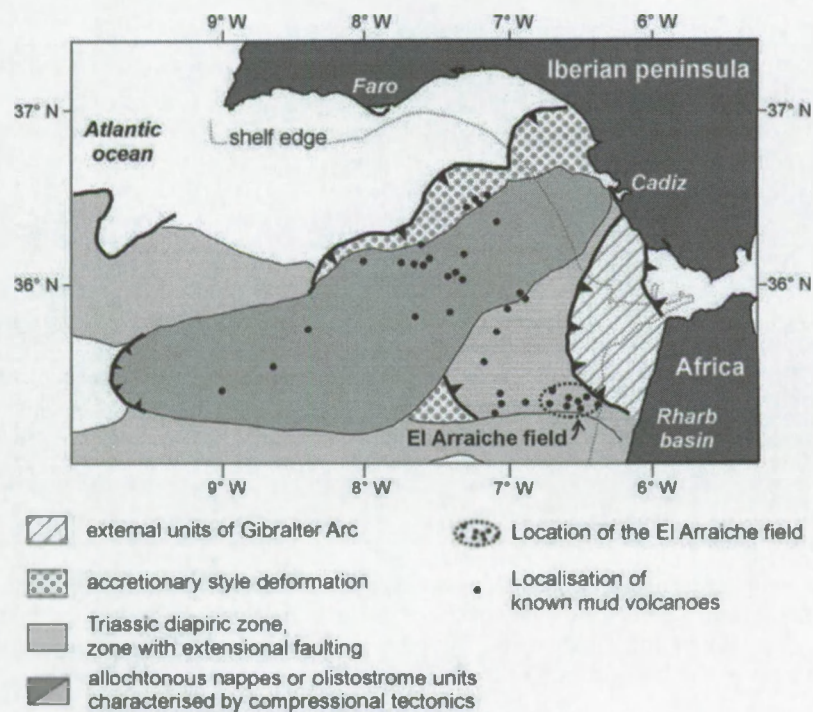 9° W 8° W 7° W 6° W
Faro
Iberian peninsula
37° N
37° N
Atlantic
ocean
shelf edge
Cadiz
36° N
36° N
Africa
El Arraiche field
Rharb
basin
9° W 8° W 7° W 6° W
external units of Gibralter Arc
Location of the El Arraiche field
accretionary style deformation
Localisation of
known mud volcanoes
Triassic diapiric zone,
zone with extensional faulting
allochtonous nappes or olistostrome units
characterised by compressional tectonics